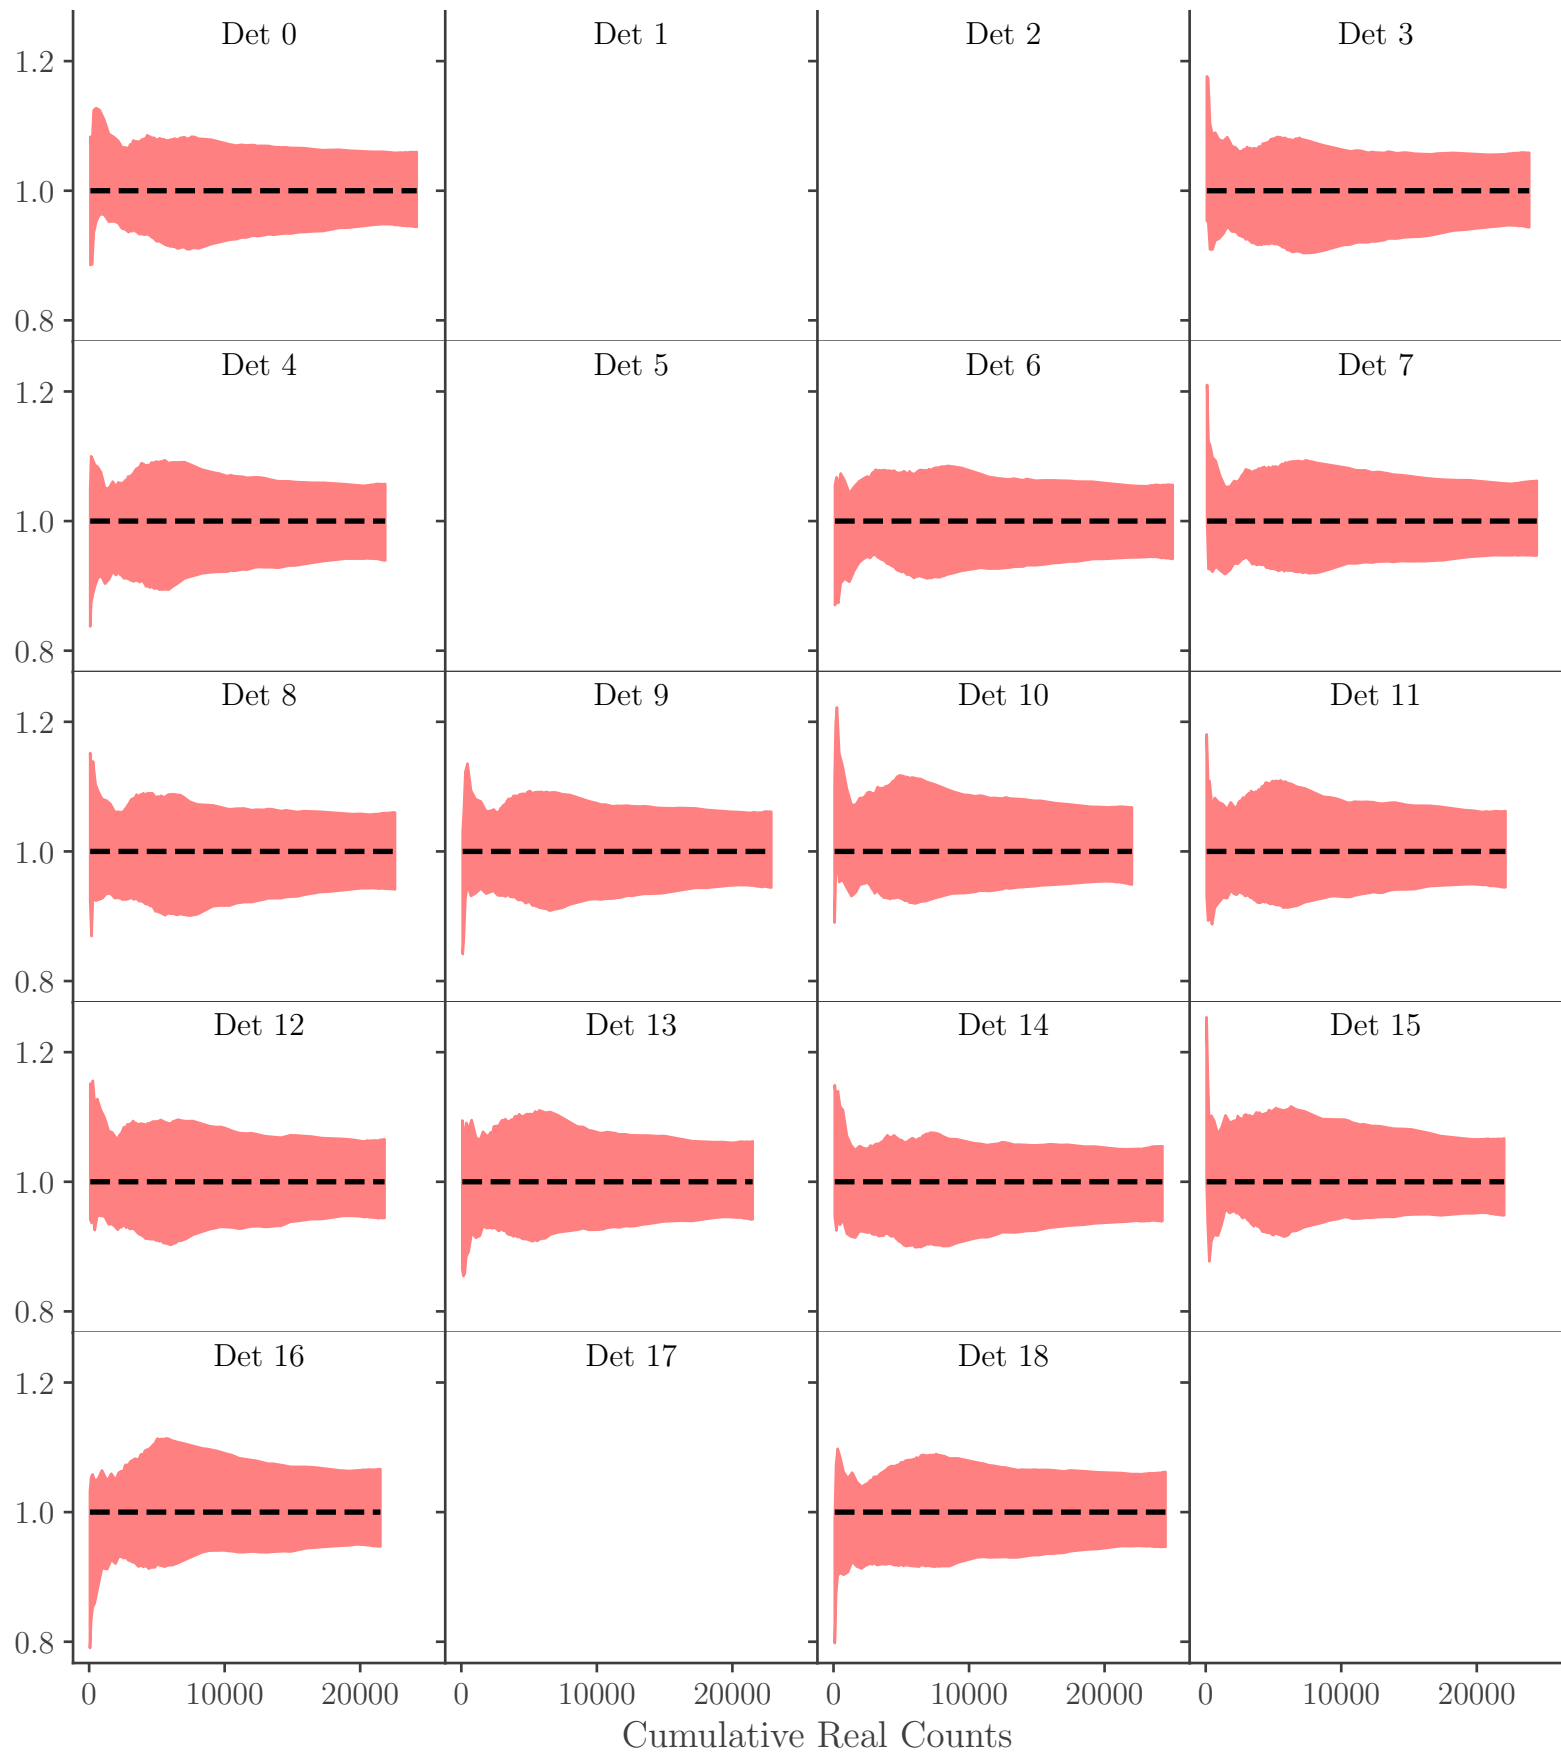 Det 0 Det 1 Det 2 Det 3
1.2
1.0
0.8
Det 4 Det 5 Det 6 Det 7
1.2
1.0
0.8
Det 8 Det 9 Det 10 Det 11
1.2
1.0
0.8
Det 12 Det 13 Det 14 Det 15
1.2
1.0
0.8
Det 16 Det 17 Det 18
1.2
1.0
0.8
0 10000 20000 0 10000 20000 0 10000 20000 0 10000 20000
Cumulative Real Counts